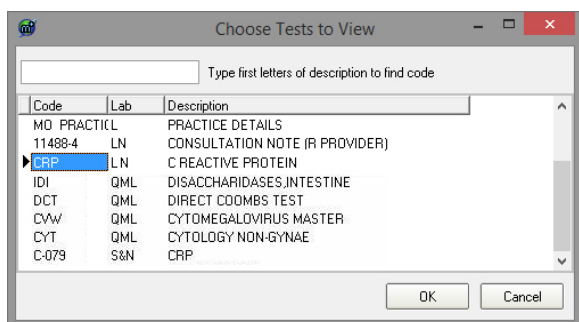 Choose Tests to View
Type first letters of description to find code
Code Lab Description
MO PRACTIC L PRACTICE DETAILS
11488-4 LN CONSULTATION NOTE (R PROVIDER)
CRP LN C REACTIVE PROTEIN
IDI QML DISACCHARIDASES,INTESTINE
DCT QML DIRECT COOMBS TEST
CVW QML CYTOMEGALOVIRUS MASTER
CYT QML CYTOLOGY NON-GYNAE
C-079 S&N CRP
OK Cancel